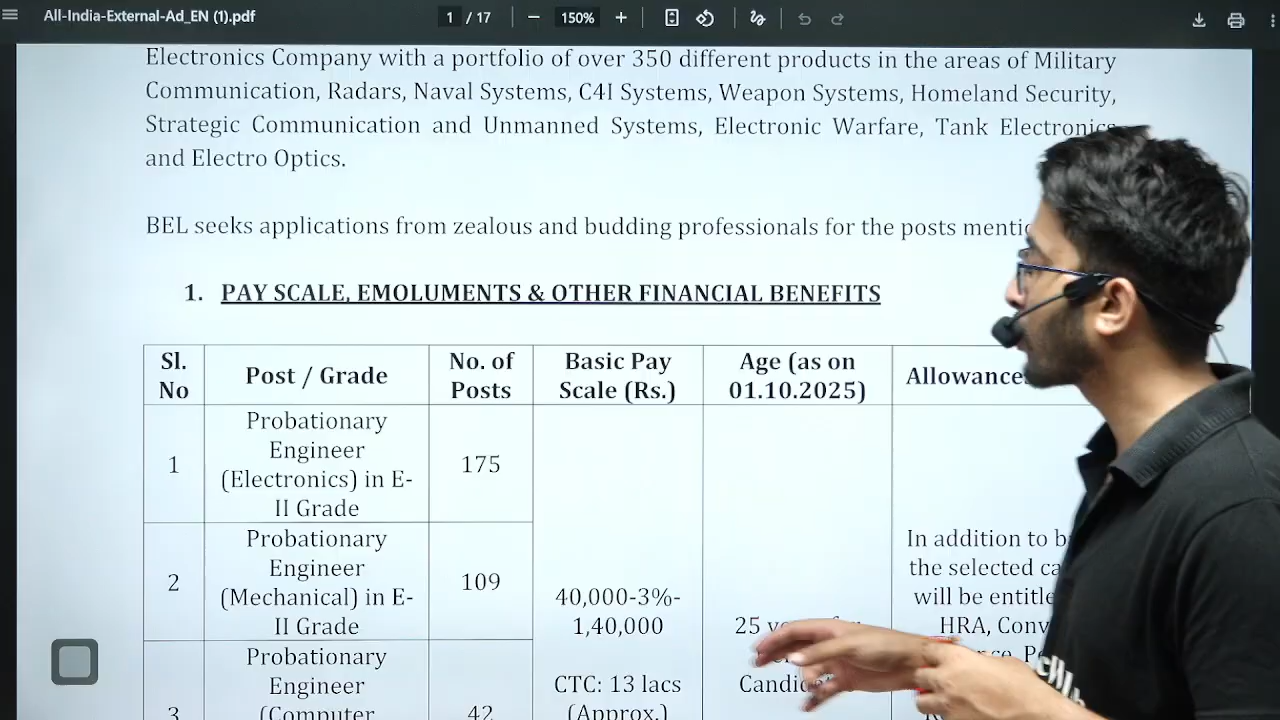 All-India-External-Ad_EN (1).pdf
1 / 17
150%
Electronics Company with a portfolio of over 350 different products in the areas of Military
Communication, Radars, Naval Systems, C4I Systems, Weapon Systems, Homeland Security,
Strategic Communication and Unmanned Systems, Electronic Warfare, Tank Electronics
and Electro Optics.
BEL seeks applications from zealous and budding professionals for the posts
1. PAY SCALE, EMOLUMENTS & OTHER FINANCIAL BENEFITS
Sl. No
Post / Grade
No. of Posts
Basic Pay Scale (Rs.)
Age (as on 01.10.2025)
Allowances
1
Probationary
Engineer
(Electronics) in E-
II Grade
175
2
Probationary
Engineer
(Mechanical) in E-
II Grade
109
3
Probationary
Engineer
(Computer
42
40,000-3%-
1,40,000
CTC: 13 lacs
(Approx.)
25
In addition to
the selected
will be
HRA,